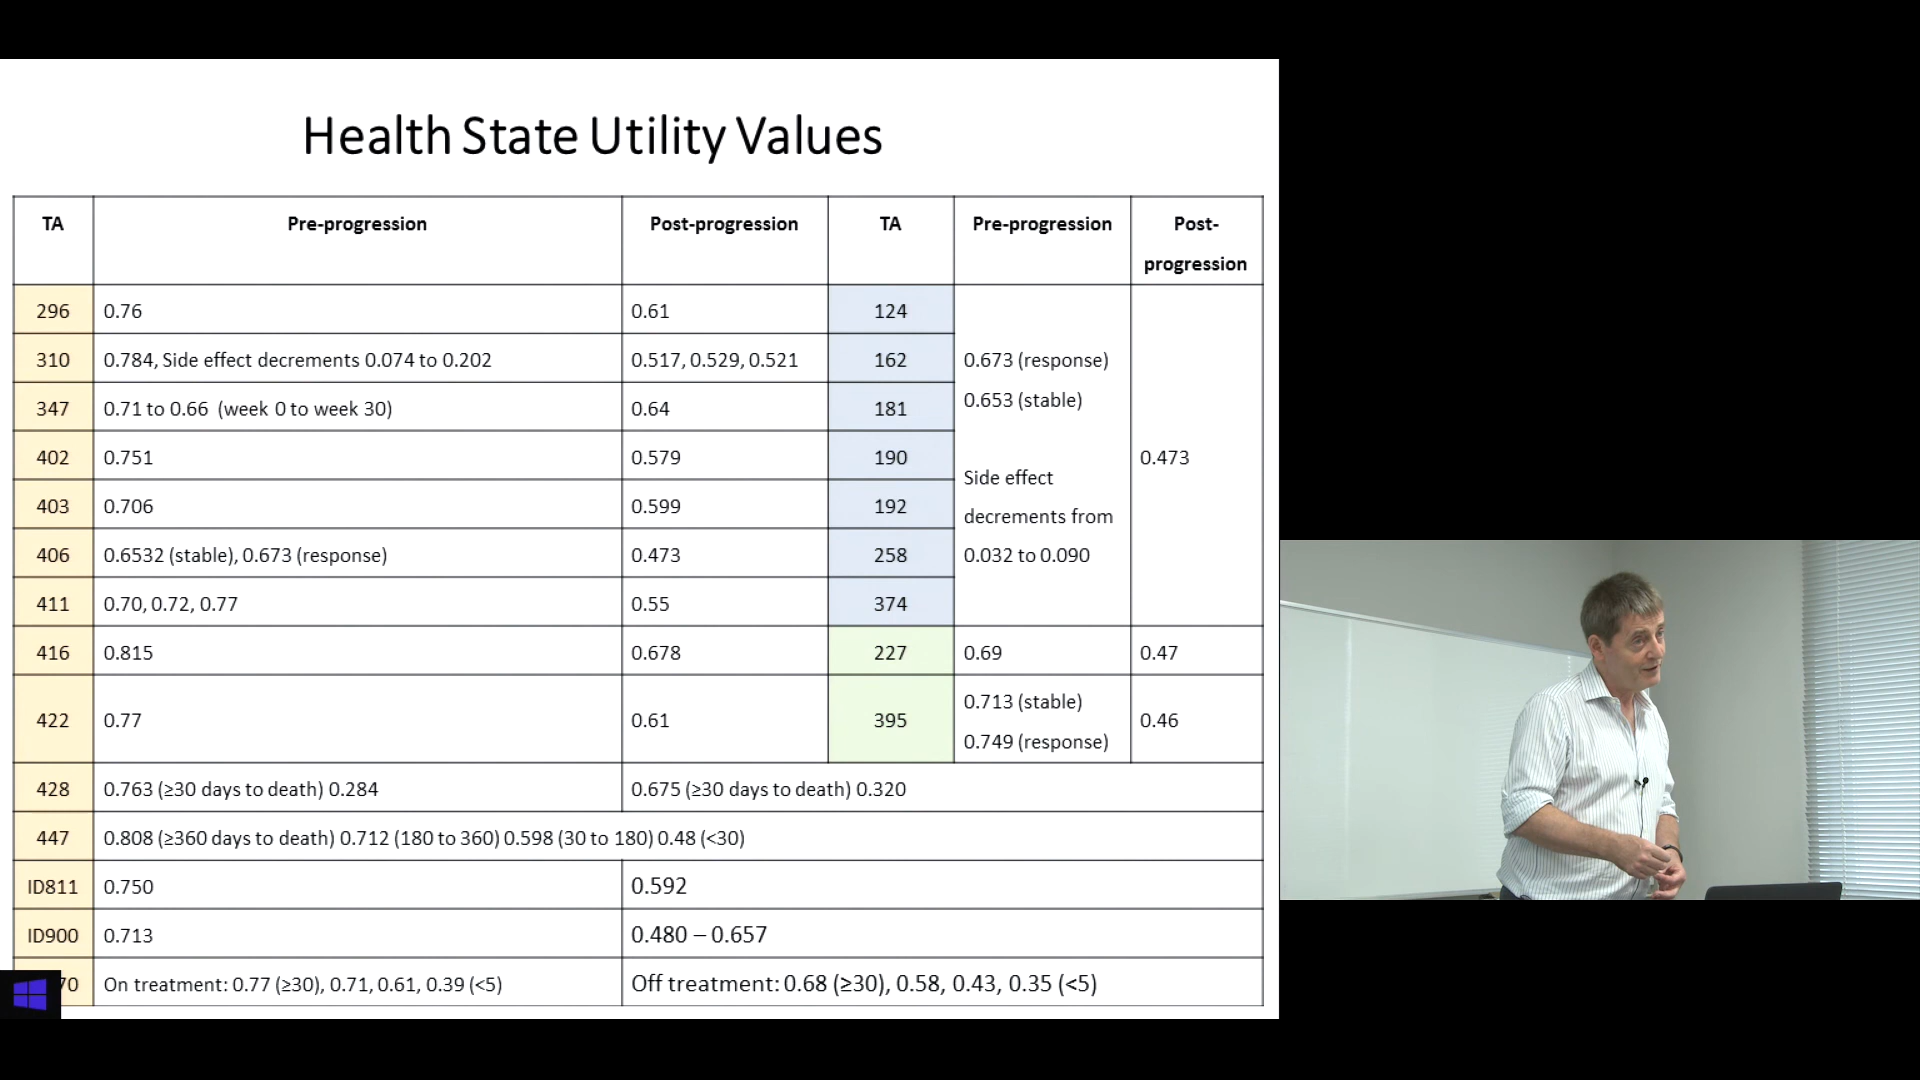 Health State Utility Values
TA Pre-progression Post-progression TA Pre-progression Post-
progression
296 0.76 0.61 124
310 0.784, Side effect decrements 0.074 to 0.202 0.517, 0.529, 0.521 162 0.673 (response)
0.653 (stable)
347 0.71 to 0.66 (week 0 to week 30) 0.64 181
402 0.751 0.579 190 Side effect 0.473
403 0.706 0.599 192 decrements from
406 0.6532 (stable), 0.673 (response) 0.473 258 0.032 to 0.090
411 0.70, 0.72, 0.77 0.55 374
416 0.815 0.678 227 0.69 0.47
422 0.77 0.61 395 0.713 (stable) 0.46
0.749 (response)
428 0.763 (≥30 days to death) 0.284 0.675 (≥30 days to death) 0.320
447 0.808 (≥360 days to death) 0.712 (180 to 360) 0.598 (30 to 180) 0.48 (<30)
ID811 0.750 0.592
ID900 0.713 0.480 – 0.657
70 On treatment: 0.77 (≥30), 0.71, 0.61, 0.39 (<5) Off treatment: 0.68 (≥30), 0.58, 0.43, 0.35 (<5)